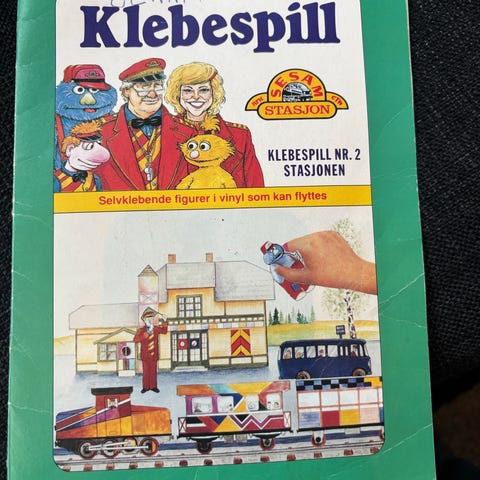 Klebespill
SESAM
STASJON
KLEBESPILL NR. 2
STASJONEN
Selvklebende figurer i vinyl som kan flyttes